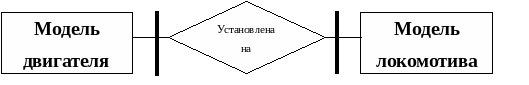 Модель
двигателя
Установлена
на
Модель
локомотива